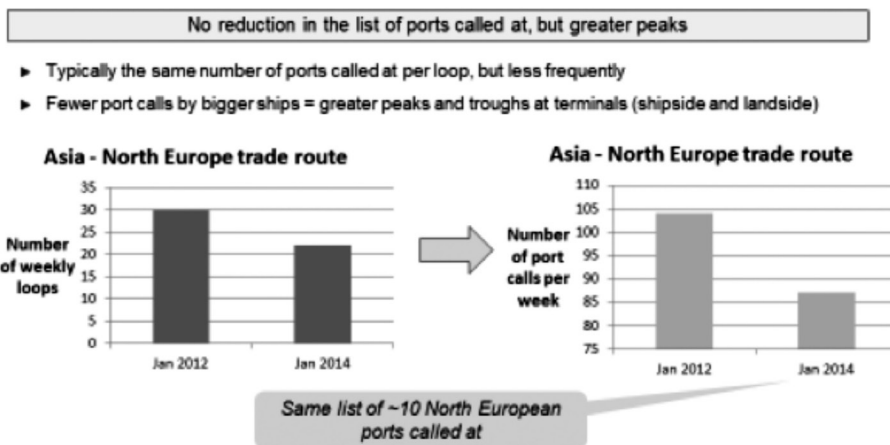 No reduction in the list of ports called at, but greater peaks
► Typically the same number of ports called at per loop, but less frequently
► Fewer port calls by bigger ships = greater peaks and troughs at terminals (shipside and landside)
Asia - North Europe trade route
35
30
25
20
15
10
5
0
Number
of weekly
loops
Jan 2012
Jan 2014
Asia - North Europe trade route
110
105
100
95
90
85
80
75
Number
of port
calls per
week
Jan 2012
Jan 2014
Same list of ~10 North European
ports called at